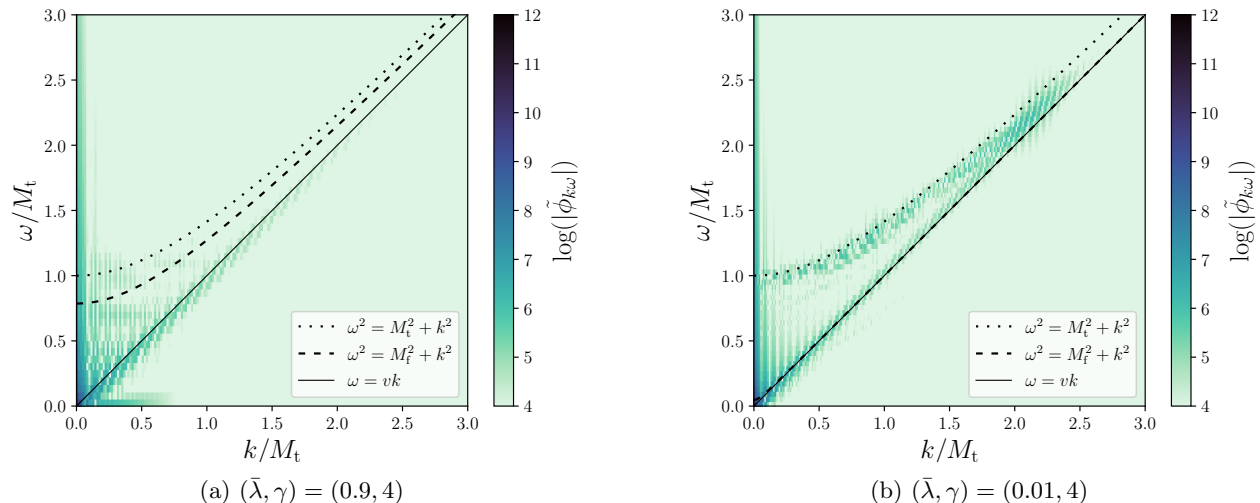 3.0
2.5
2.0
1.5
1.0
0.5
0.0
ω/M_t
0.0 0.5 1.0 1.5 2.0 2.5 3.0
k/M_t
ω² = M_t² + k²
ω² = M_f² + k²
ω = vk
12
11
10
9
8
7
6
5
4
log(|ϕ̃_{kω}|)
(a) (λ̄, γ) = (0.9, 4)
3.0
2.5
2.0
1.5
1.0
0.5
0.0
ω/M_t
0.0 0.5 1.0 1.5 2.0 2.5 3.0
k/M_t
ω² = M_t² + k²
ω² = M_f² + k²
ω = vk
12
11
10
9
8
7
6
5
4
log(|ϕ̃_{kω}|)
(b) (λ̄, γ) = (0.01, 4)